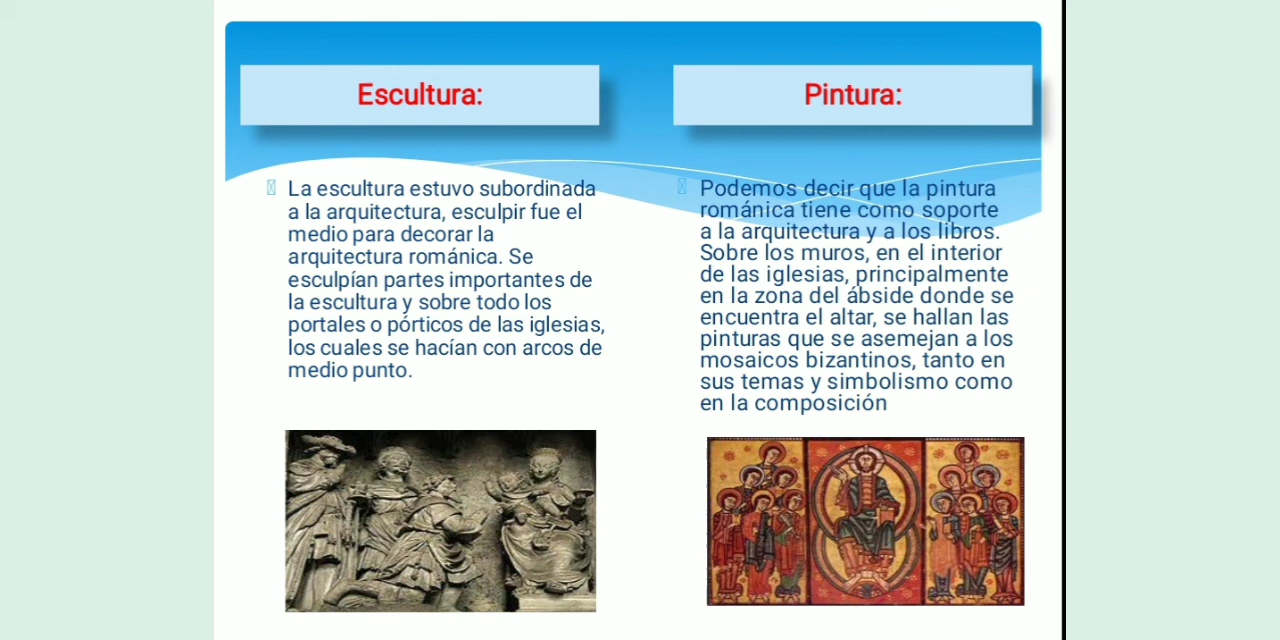 Escultura:
La escultura estuvo subordinada
a la arquitectura, esculpir fue el
medio para decorar la
arquitectura románica. Se
esculpían partes importantes de
la escultura y sobre todo los
portales o pórticos de las iglesias,
los cuales se hacían con arcos de
medio punto.
Pintura:
Podemos decir que la pintura
románica tiene como soporte
a la arquitectura y a los libros.
Sobre los muros, en el interior
de las iglesias, principalmente
en la zona del ábside donde se
encuentra el altar, se hallan las
pinturas que se asemejan a los
mosaicos bizantinos, tanto en
sus temas y simbolismo como
en la composición